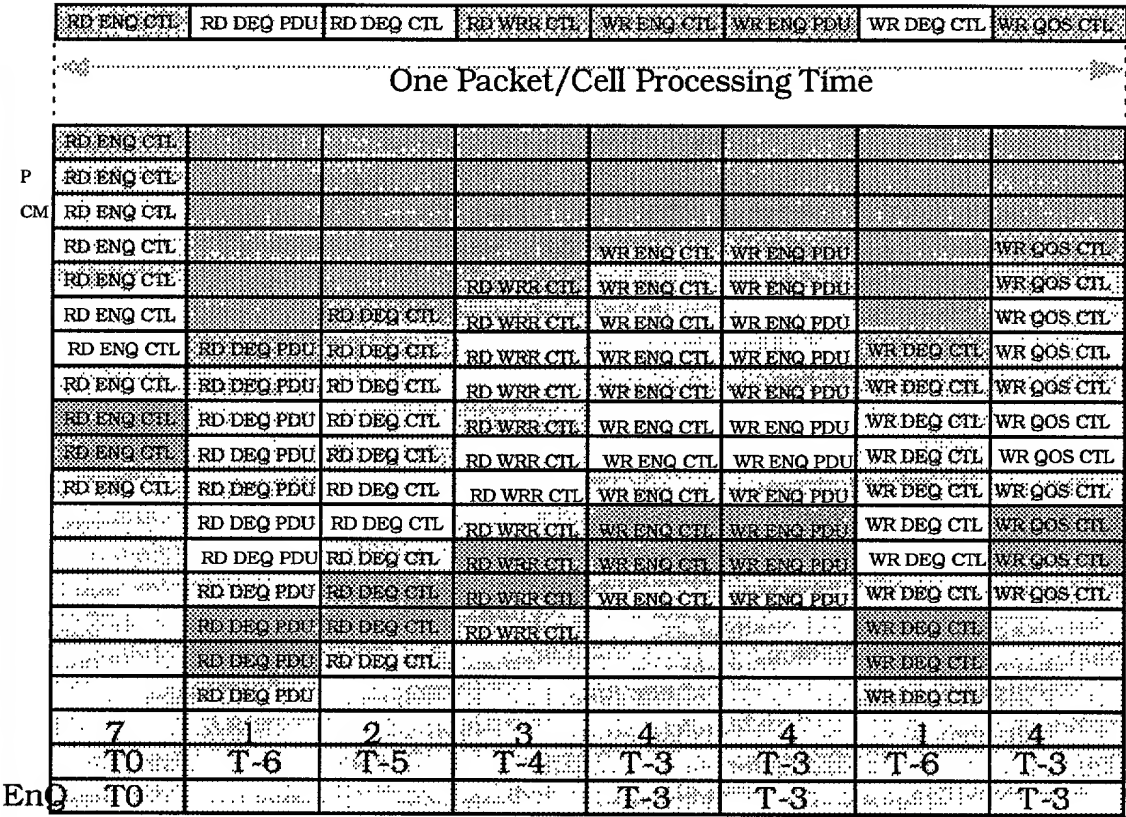 RD ENQ CTL RD DEQ PDU RD DEQ CTL RD WRR CTL WR ENQ CTL WR ENQ PDU WR DEQ CTL WR QOS CTL
One Packet/Cell Processing Time
RD ENQ CTL
P RD ENQ CTL
CM RD ENQ CTL
RD ENQ CTL WR ENQ CTL WR ENQ PDU WR QOS CTL
RD ENQ CTL RD WRR CTL WR ENQ CTL WR ENQ PDU WR QOS CTL
RD ENQ CTL RD DEQ CTL RD WRR CTL WR ENQ CTL WR ENQ PDU WR QOS CTL
RD ENQ CTL RD DEQ PDU RD DEQ CTL RD WRR CTL WR ENQ CTL WR ENQ PDU WR DEQ CTL WR QOS CTL
RD ENQ CTL RD DEQ PDU RD DEQ CTL RD WRR CTL WR ENQ CTL WR ENQ PDU WR DEQ CTL WR QOS CTL
RD ENQ CTL RD DEQ PDU RD DEQ CTL RD WRR CTL WR ENQ CTL WR ENQ PDU WR DEQ CTL WR QOS CTL
RD ENQ CTL RD DEQ PDU RD DEQ CTL RD WRR CTL WR ENQ CTL WR ENQ PDU WR DEQ CTL WR QOS CTL
RD ENQ CTL RD DEQ PDU RD DEQ CTL RD WRR CTL WR ENQ CTL WR ENQ PDU WR DEQ CTL WR QOS CTL
RD DEQ PDU RD DEQ CTL RD WRR CTL WR ENQ CTL WR ENQ PDU WR DEQ CTL WR QOS CTL
RD DEQ PDU RD DEQ CTL RD WRR CTL WR ENQ CTL WR ENQ PDU WR DEQ CTL WR QOS CTL
RD DEQ PDU RD DEQ CTL RD WRR CTL WR ENQ CTL WR ENQ PDU WR DEQ CTL WR QOS CTL
RD DEQ PDU RD DEQ CTL RD WRR CTL WR DEQ CTL
RD DEQ PDU RD DEQ CTL WR DEQ CTL
RD DEQ PDU WR DEQ CTL
7 1 2 3 4 4 1 4
T0 T-6 T-5 T-4 T-3 T-3 T-6 T-3
EnQ T0 T-3 T-3 T-3